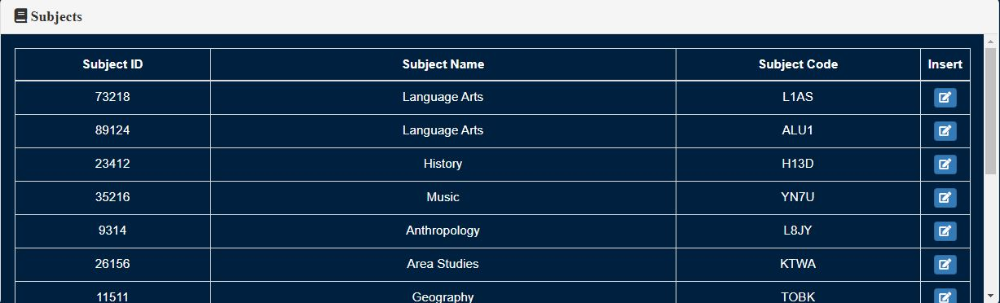 Subjects
Subject ID Subject Name Subject Code Insert
73218 Language Arts L1AS
89124 Language Arts ALU1
23412 History H13D
35216 Music YN7U
9314 Anthropology L8JY
26156 Area Studies KTWA
11511 Geography TOBK